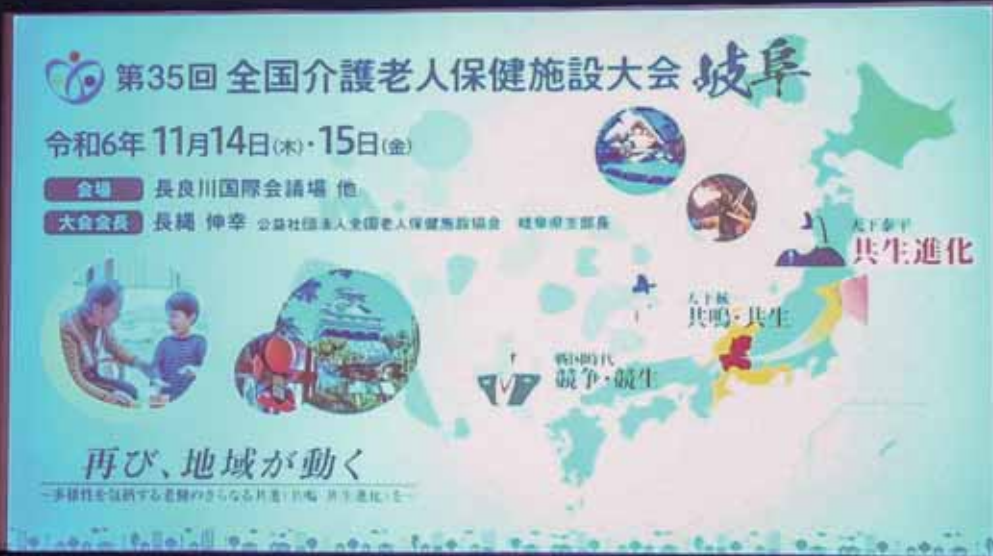 第35回 全国介護老人保健施設大会 岐阜
令和6年 11月14日(木)・15日(金)
会場 長良川国際会議場 他
大会会長 長縄 伸幸 公益社団法人全国老人保健施設協会 岐阜県支部長
天下泰平
共生進化
共鳴・共生
戦国時代
競争・競生
再び、地域が動く